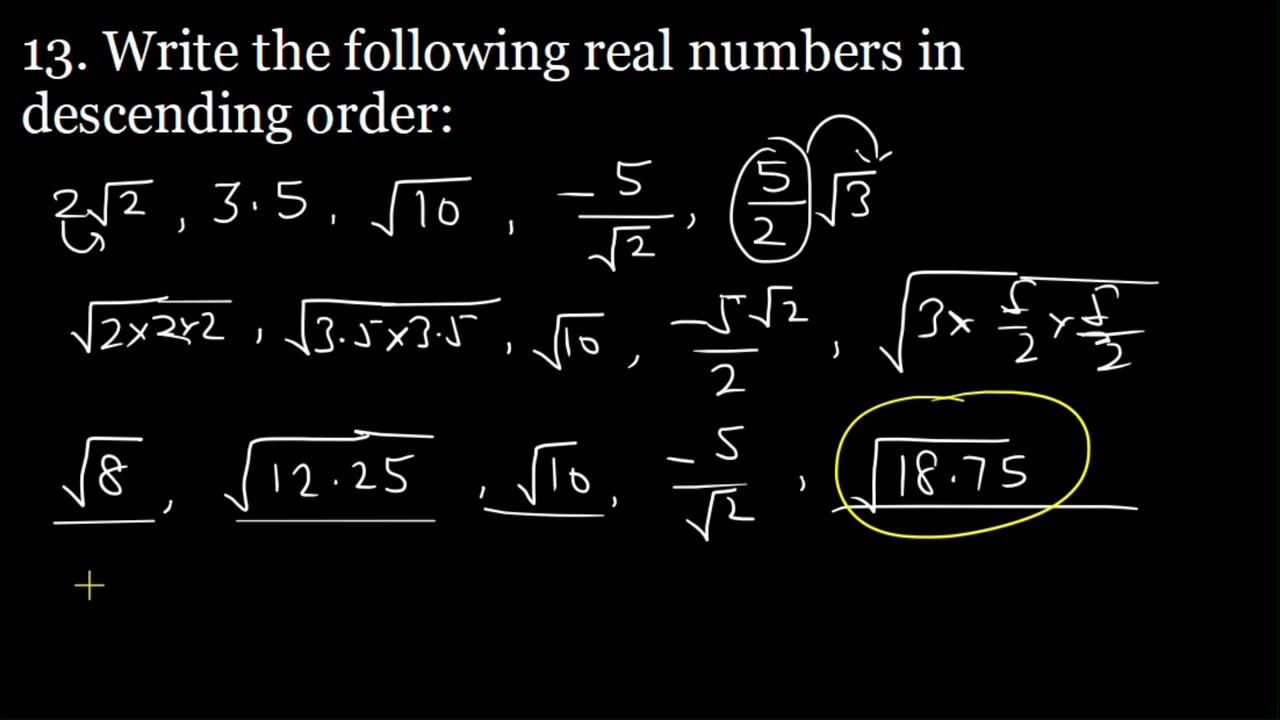 13. Write the following real numbers in
descending order:
2√2 , 3.5 , √10 , -5/√2 , 5/2 √3
√2×2×2 , √3.5×3.5 , √10 , -5√2/2 , √3×5/2×5/2
√8 , √12.25 , √10 , -5/√2 , √18.75